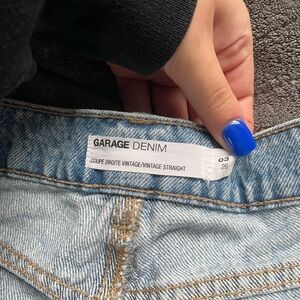 GARAGE DENIM
COUPE DROITE VINTAGE/VINTAGE STRAIGHT
03
26